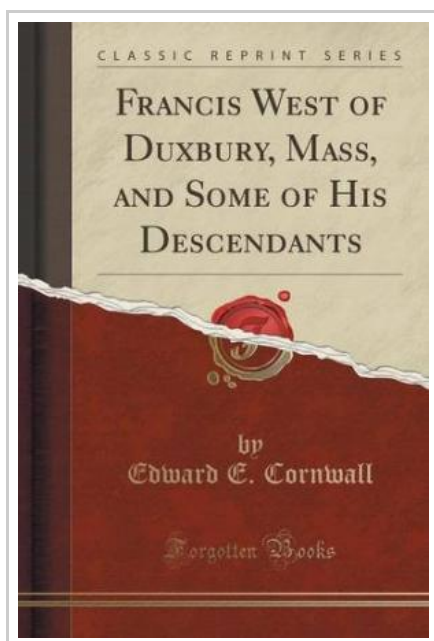 CLASSIC REPRINT SERIES
FRANCIS WEST OF
DUXBURY, MASS,
AND SOME OF HIS
DESCENDANTS
F
by
Edward E. Cornwall
Forgotten Books